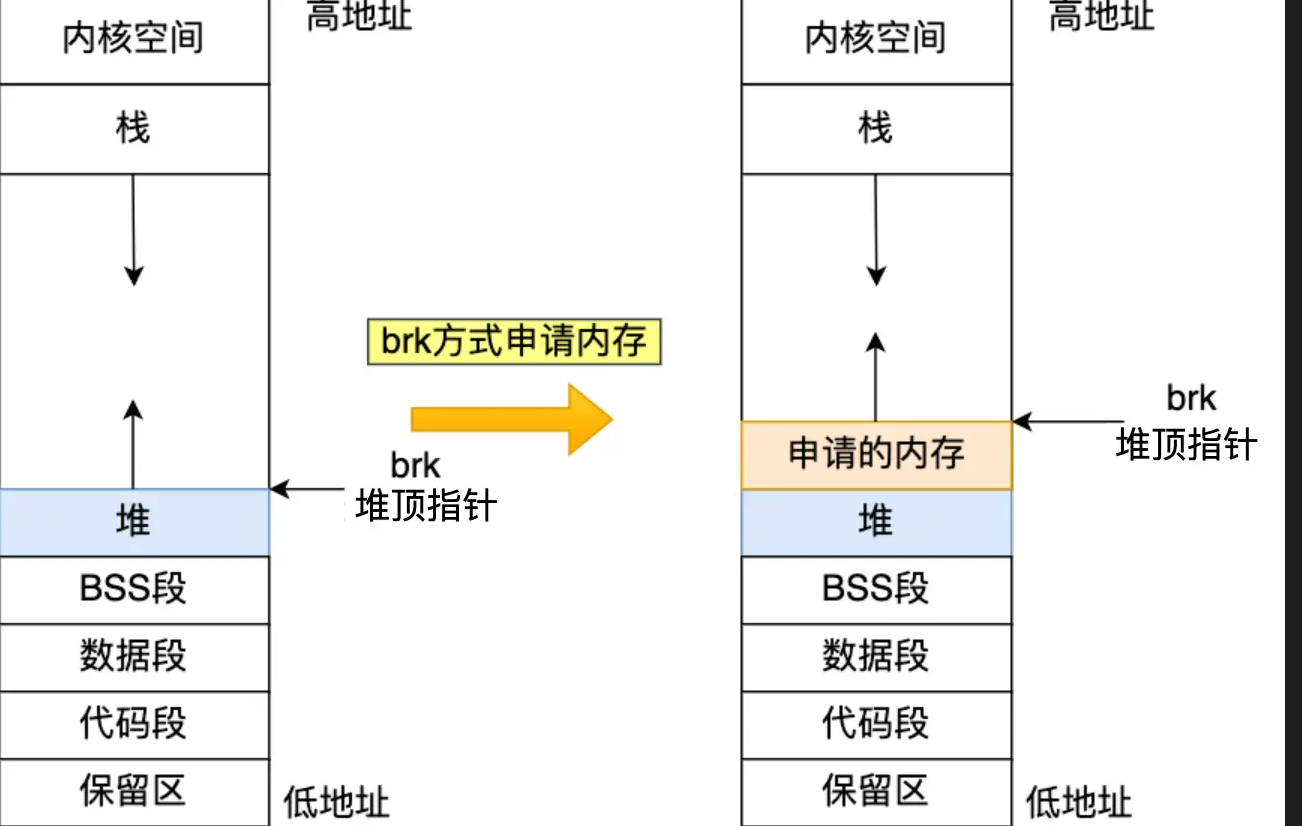 高地址
内核空间
栈
brk
堆顶指针
堆
BSS段
数据段
代码段
保留区
低地址
brk方式申请内存
高地址
内核空间
栈
brk
堆顶指针
申请的内存
堆
BSS段
数据段
代码段
保留区
低地址